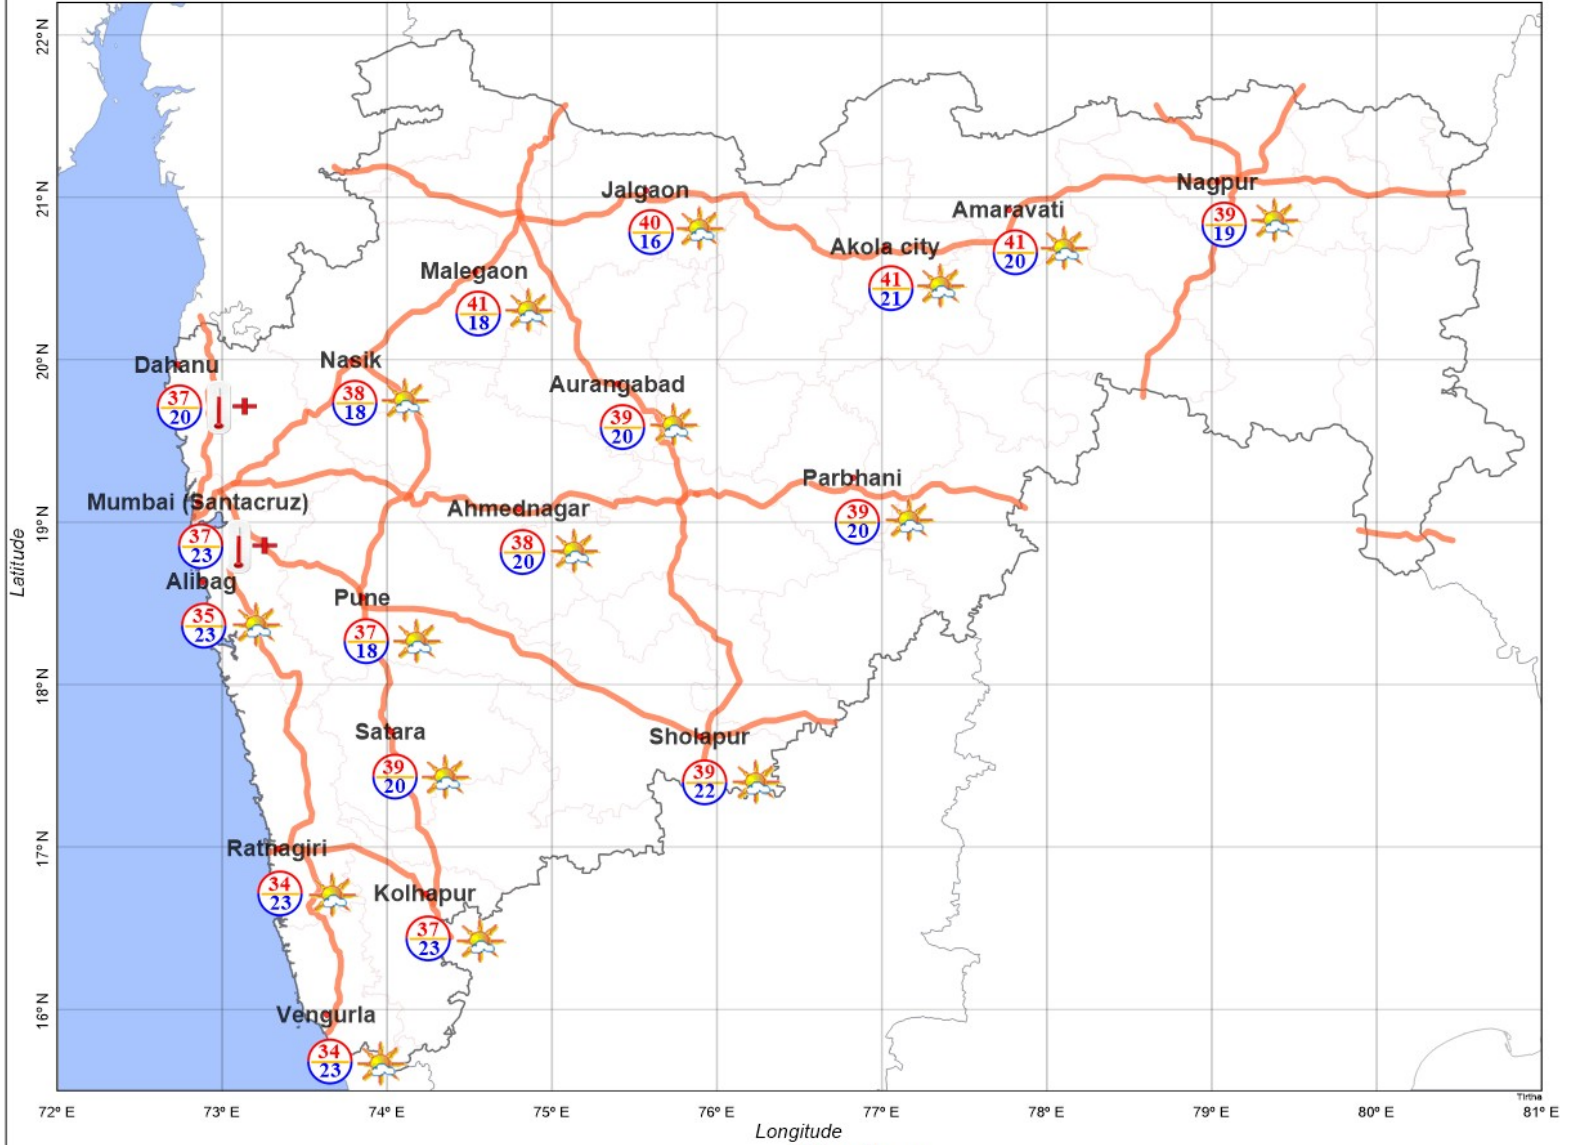 22° N
21° N
20° N
19° N
18° N
17° N
16° N
Latitude
Jalgaon
40
16
Nagpur
39
19
Amaravati
41
20
Akola city
41
21
Malegaon
41
18
Dahanu
37
20
Nasik
38
18
Aurangabad
39
20
Parbhani
39
20
Mumbai (Santacruz)
37
23
Ahmednagar
38
20
Alibag
35
23
Pune
37
18
Satara
39
20
Sholapur
39
22
Ratnagiri
34
23
Kolhapur
37
23
Vengurla
34
23
Tirtha
72° E 73° E 74° E 75° E 76° E 77° E 78° E 79° E 80° E 81° E
Longitude